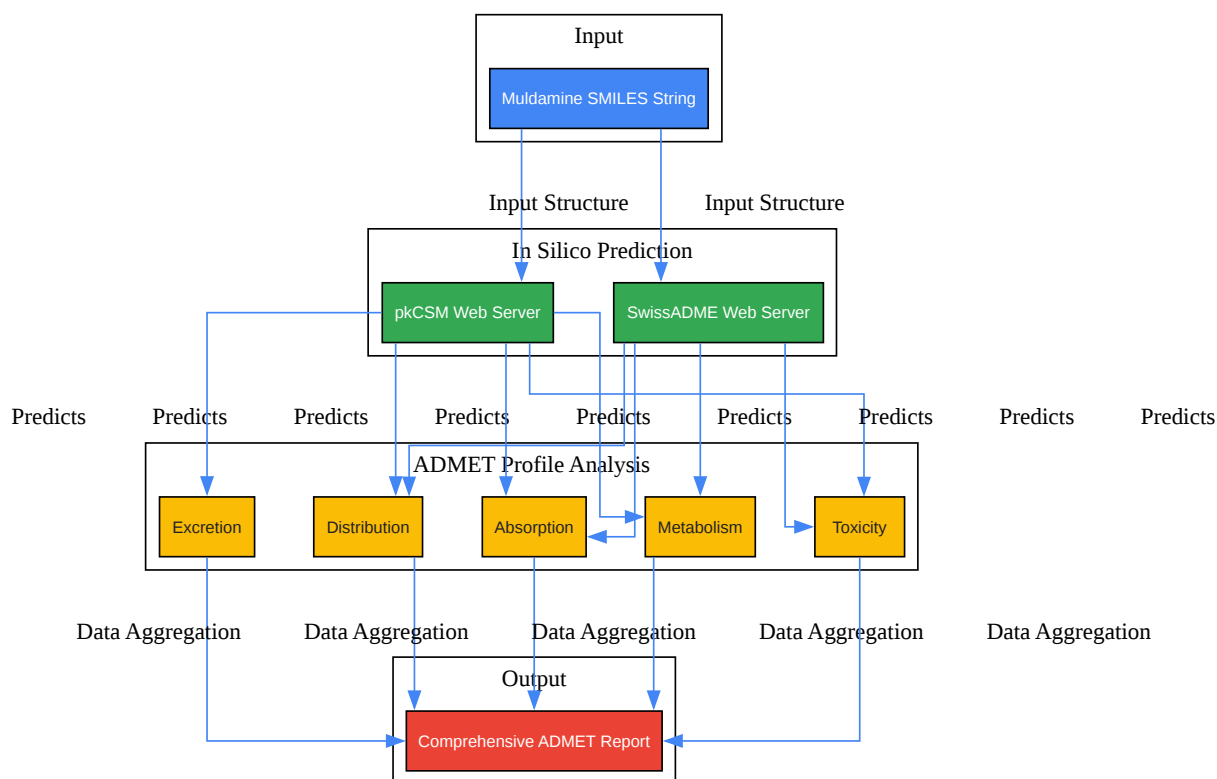 Input
Muldamine SMILES String
Input Structure
Input Structure
In Silico Prediction
pkCSM Web Server
SwissADME Web Server
Predicts
Predicts
Predicts
Predicts
Predicts
Predicts
Predicts
Predicts
Predicts
ADMET Profile Analysis
Excretion
Distribution
Absorption
Metabolism
Toxicity
Data Aggregation
Data Aggregation
Data Aggregation
Data Aggregation
Data Aggregation
Output
Comprehensive ADMET Report